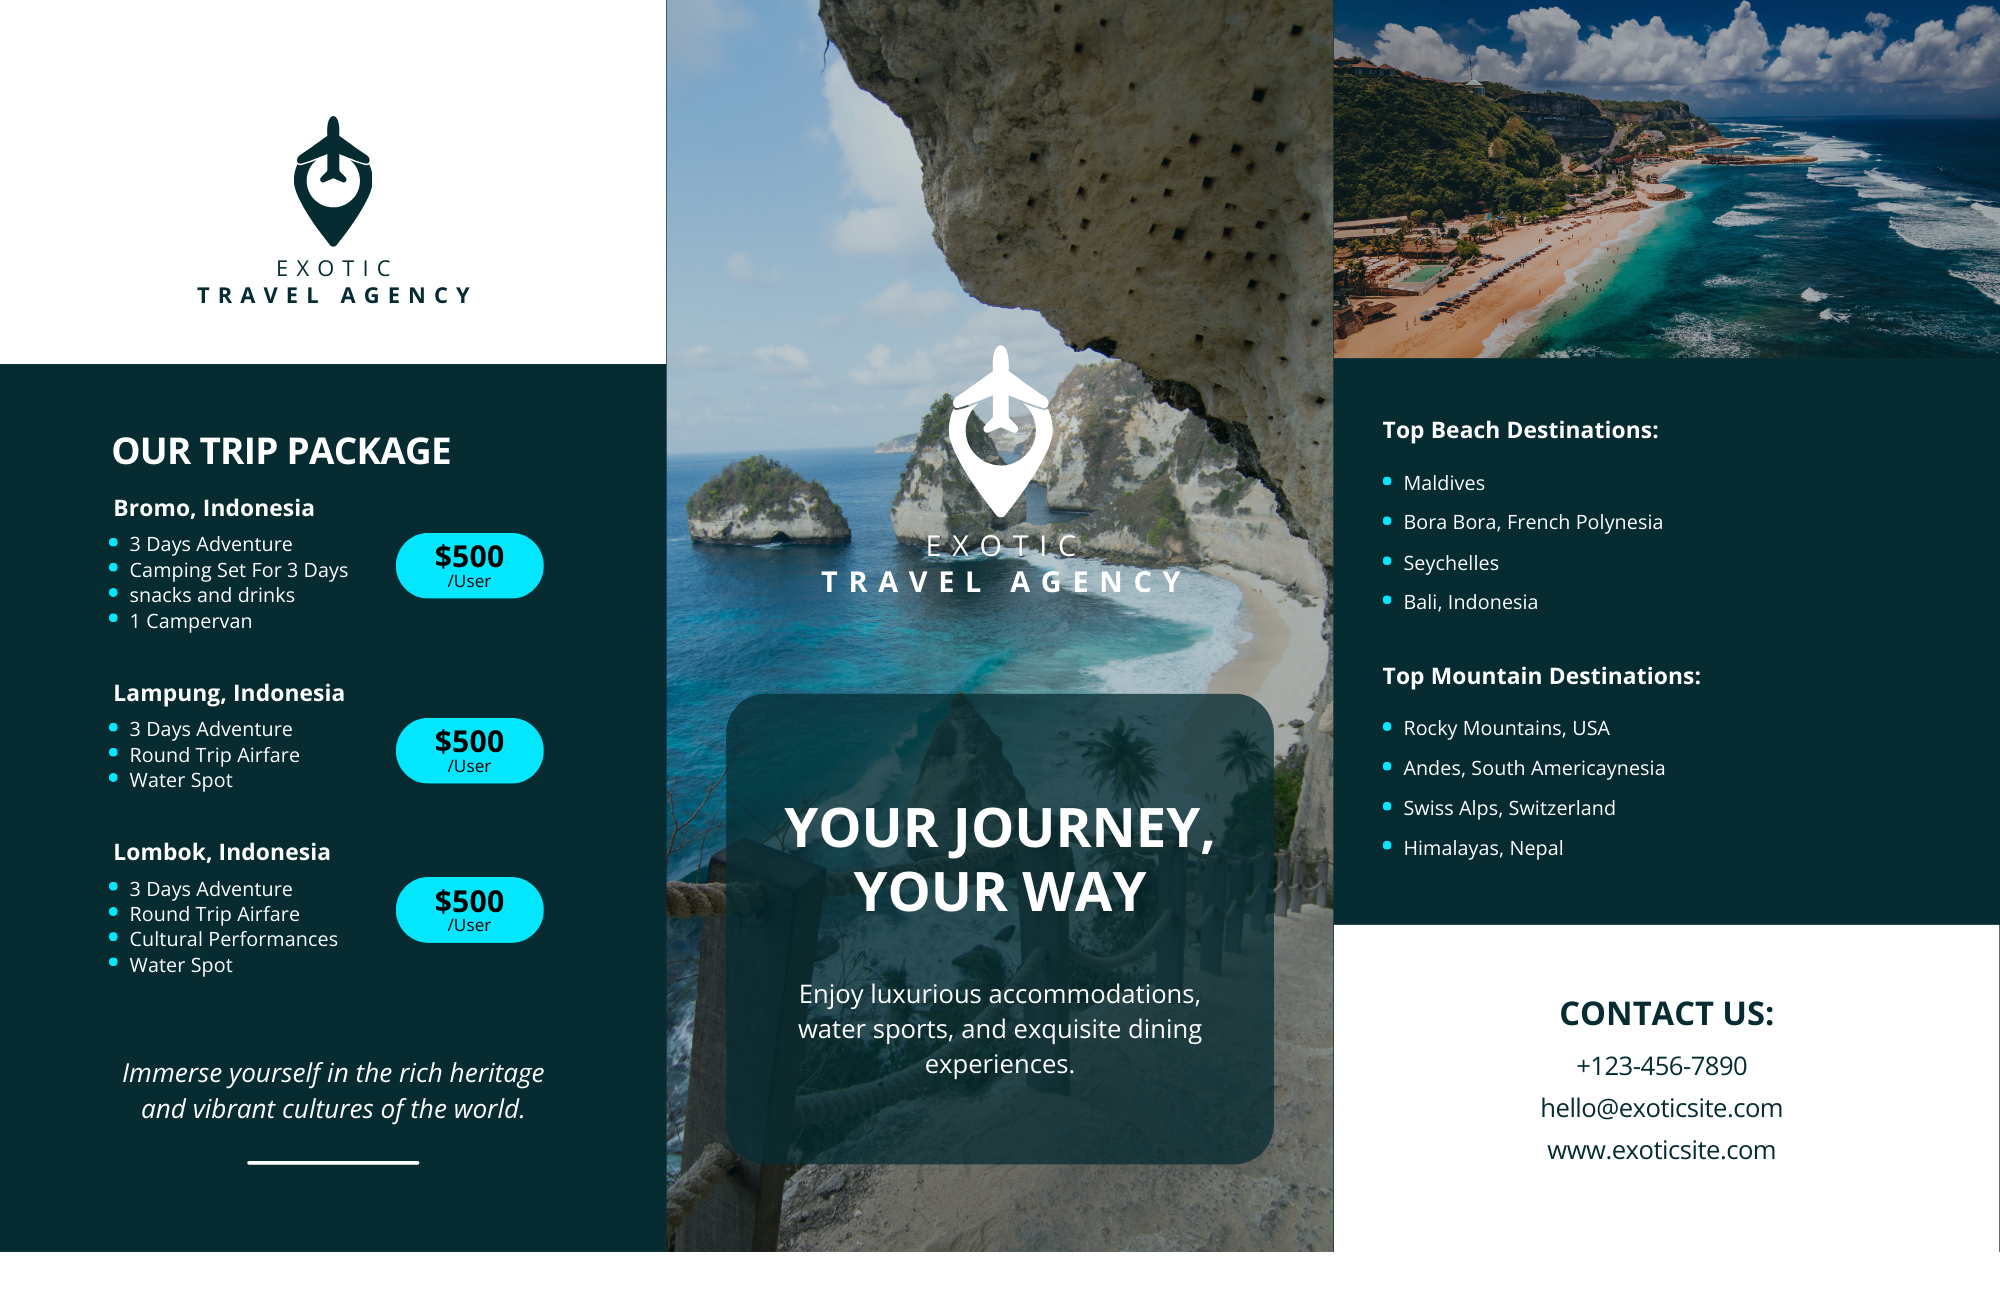 EXOTIC
TRAVEL AGENCY
OUR TRIP PACKAGE
Bromo, Indonesia
3 Days Adventure
Camping Set For 3 Days
snacks and drinks
1 Campervan
$500
/User
Lampung, Indonesia
3 Days Adventure
Round Trip Airfare
Water Spot
$500
/User
Lombok, Indonesia
3 Days Adventure
Round Trip Airfare
Cultural Performances
Water Spot
$500
/User
Immerse yourself in the rich heritage
and vibrant cultures of the world.
EXOTIC
TRAVEL AGENCY
YOUR JOURNEY,
YOUR WAY
Enjoy luxurious accommodations,
water sports, and exquisite dining
experiences.
Top Beach Destinations:
Maldives
Bora Bora, French Polynesia
Seychelles
Bali, Indonesia
Top Mountain Destinations:
Rocky Mountains, USA
Andes, South Americaynesia
Swiss Alps, Switzerland
Himalayas, Nepal
CONTACT US:
+123-456-7890
hello@exoticsite.com
www.exoticsite.com